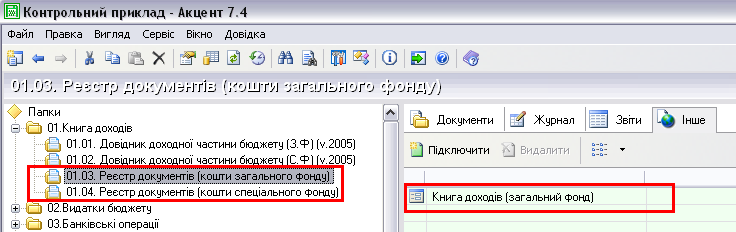 Контрольний приклад - Акцент 7.4
Файл Правка Вигляд Сервіс Вікно Довідка
01.03. Реєстр документів (кошти загального фонду)
Папки
01.Книга доходів
01.01. Довідник доходної частини бюджету (З.Ф) (v.2005)
01.02. Довідник доходної частини бюджету (С.Ф) (v.2005)
01.03. Реєстр документів (кошти загального фонду)
01.04. Реєстр документів (кошти спеціального фонду)
02.Видатки бюджету
03.Банківські операції
Документи Журнал Звіти Інше
Підключити Видалити
Книга доходів (загальний фонд)